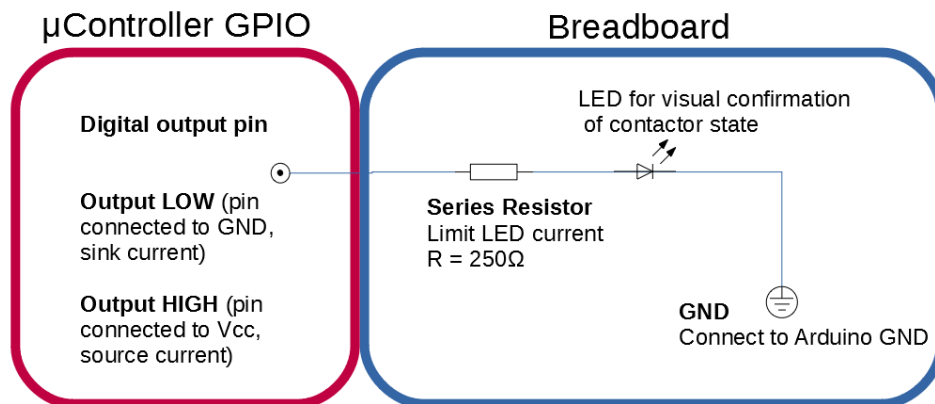 μController GPIO
Breadboard
Digital output pin
LED for visual confirmation
of contactor state
Output LOW (pin
connected to GND,
sink current)
Series Resistor
Limit LED current
R = 250Ω
Output HIGH (pin
connected to Vcc,
source current)
GND
Connect to Arduino GND